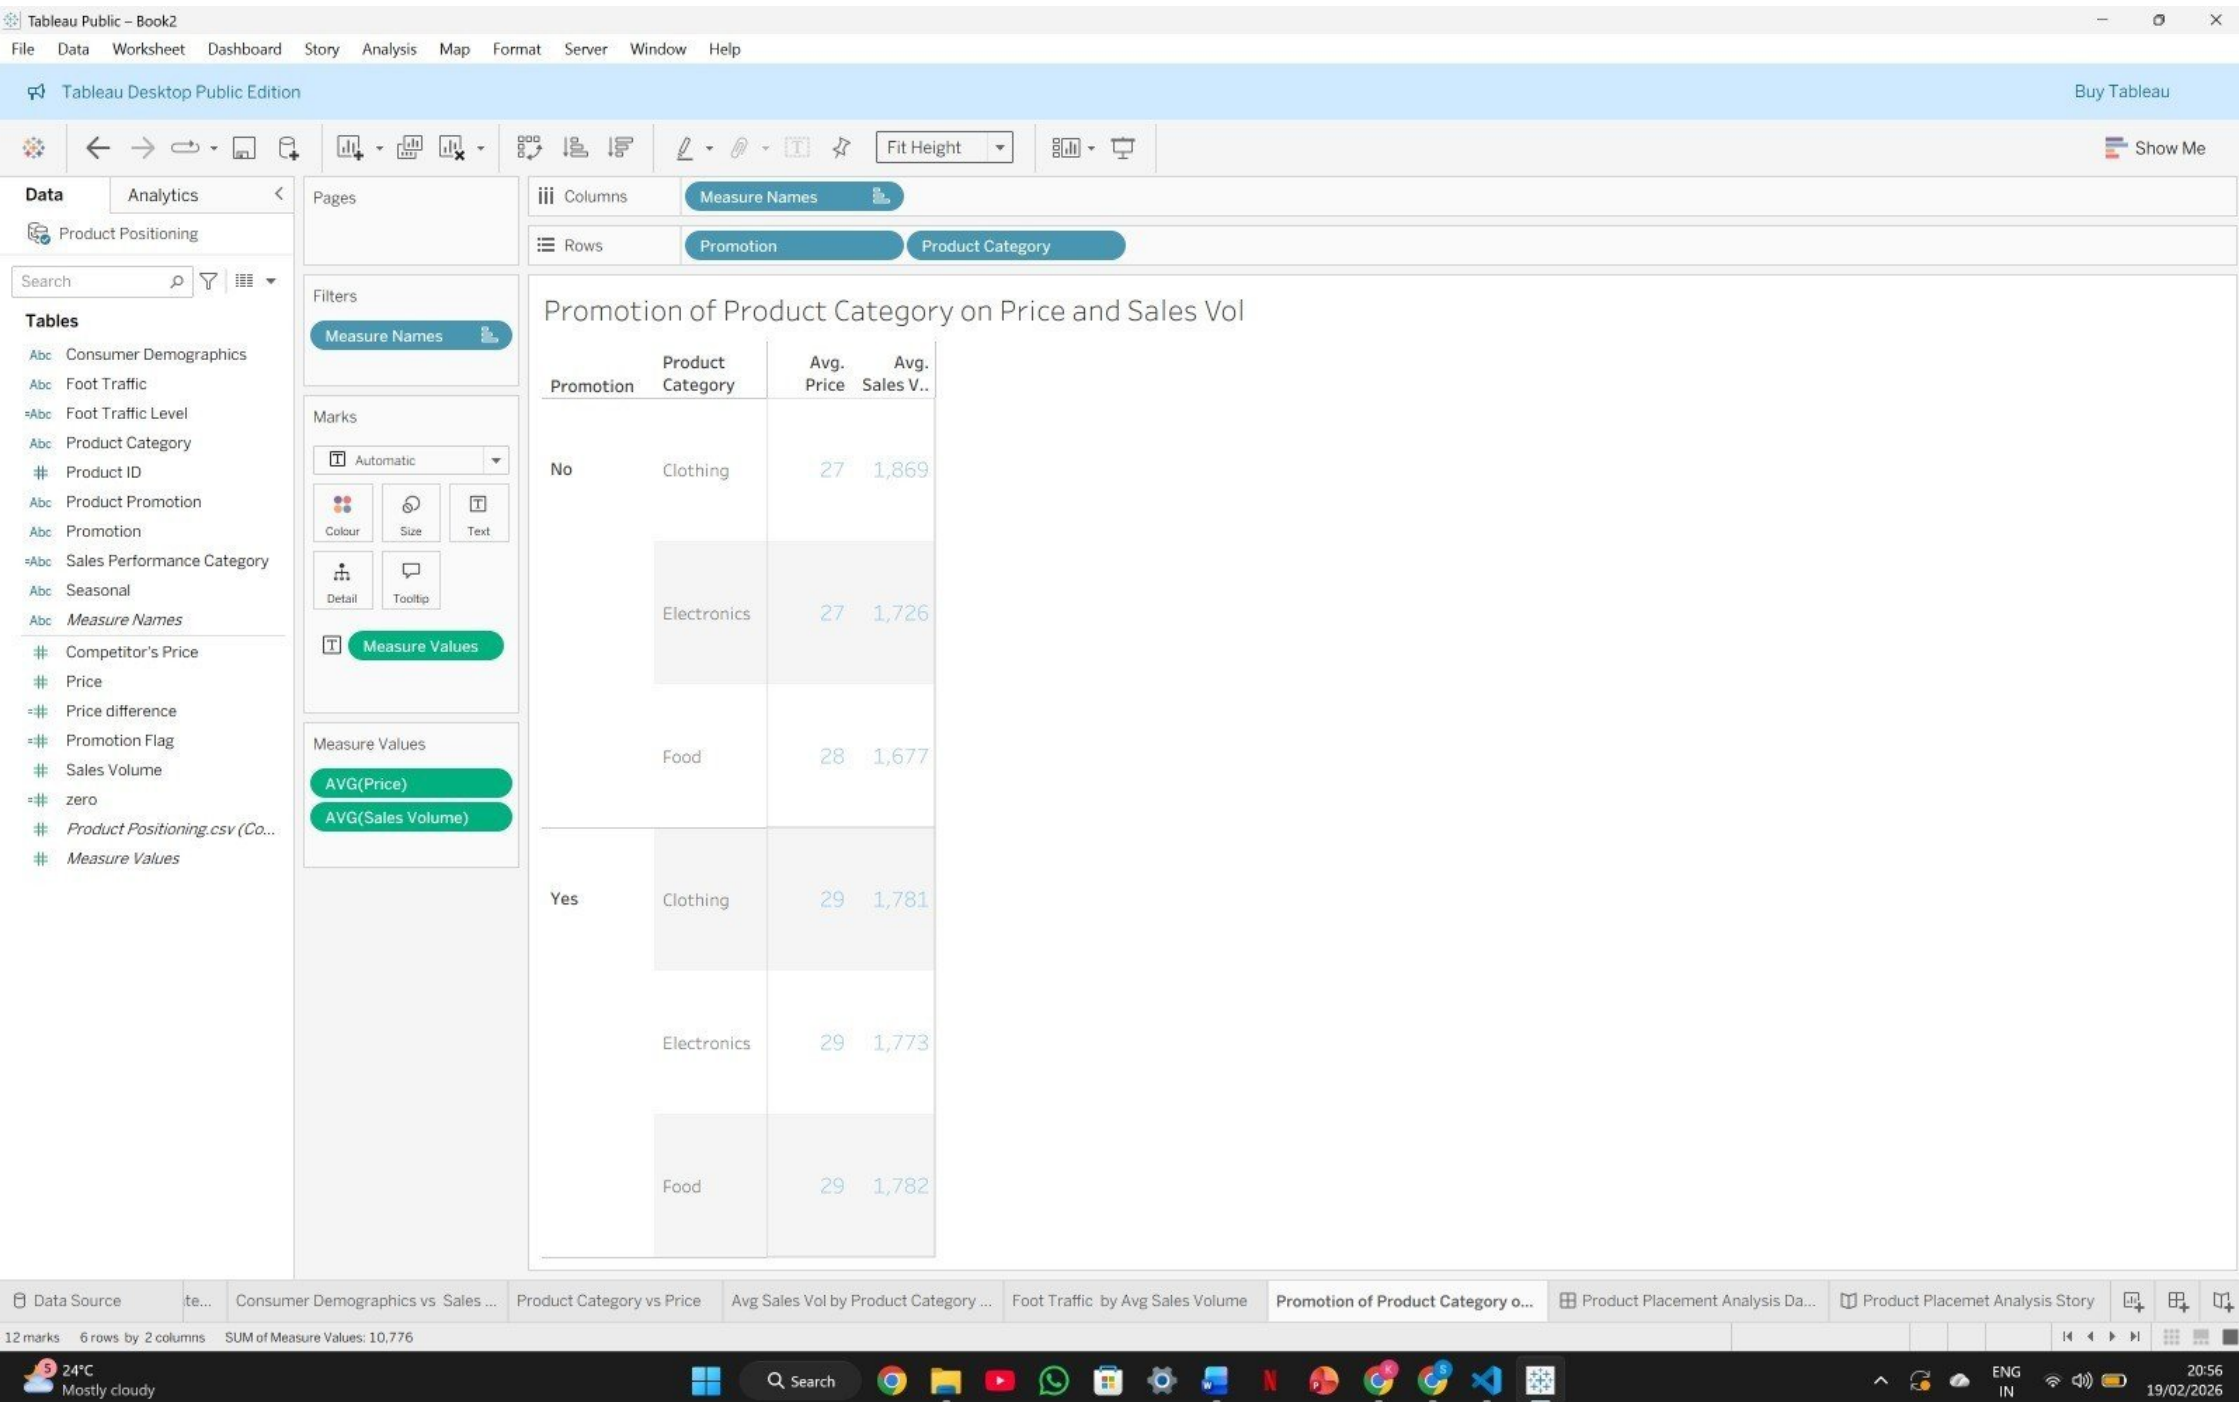 Tableau Public – Book2
File Data Worksheet Dashboard Story Analysis Map Format Server Window Help
Tableau Desktop Public Edition Buy Tableau
Fit Height Show Me
Data Analytics
Product Positioning
Search
Tables
Abc Consumer Demographics
Abc Foot Traffic
=Abc Foot Traffic Level
Abc Product Category
# Product ID
Abc Product Promotion
Abc Promotion
=Abc Sales Performance Category
Abc Seasonal
Abc Measure Names
# Competitor's Price
# Price
=# Price difference
=# Promotion Flag
# Sales Volume
=# zero
# Product Positioning.csv (Co...
# Measure Values
Pages
Filters
Measure Names
Marks
T Automatic
Colour Size Text
Detail Tooltip
T Measure Values
Measure Values
AVG(Price)
AVG(Sales Volume)
Columns Measure Names
Rows Promotion Product Category
Promotion of Product Category on Price and Sales Vol
Product Avg. Avg.
Promotion Category Price Sales V..
No Clothing 27 1,869
Electronics 27 1,726
Food 28 1,677
Yes Clothing 29 1,781
Electronics 29 1,773
Food 29 1,782
Data Source te... Consumer Demographics vs Sales ... Product Category vs Price Avg Sales Vol by Product Category ... Foot Traffic by Avg Sales Volume Promotion of Product Category o... Product Placement Analysis Da... Product Placemet Analysis Story
12 marks 6 rows by 2 columns SUM of Measure Values: 10,776
5 24°C
Mostly cloudy
Search
ENG
IN
20:56
19/02/2026